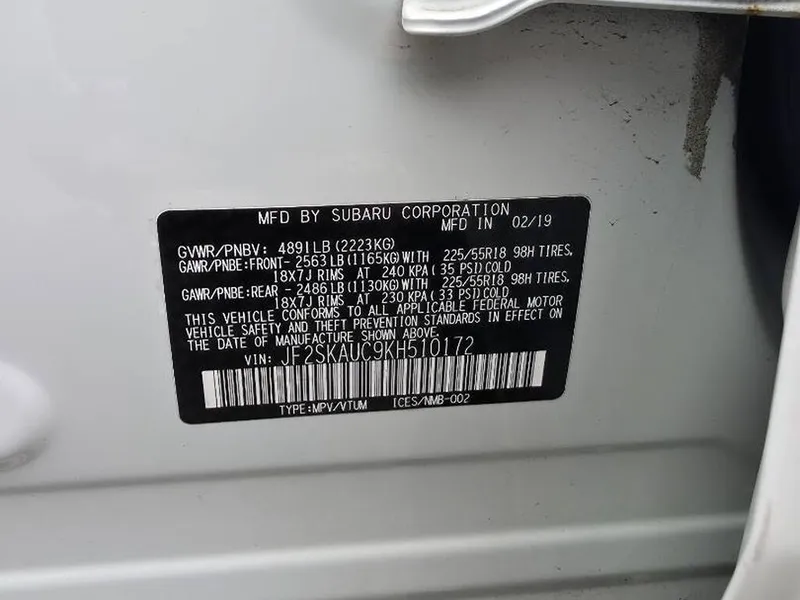 MFD BY SUBARU CORPORATION
MFD IN 02/19
GVWR/PNBV: 4891LB (2223KG)
GAWR/PNBE:FRONT- 2563LB (1165KG) WITH 225/55R18 98H TIRES,
18X7J RIMS AT 240 KPA ( 35 PSI) COLD
GAWR/PNBE:REAR - 2486LB (1130KG) WITH 225/55R18 98H TIRES,
18X7J RIMS AT 230 KPA ( 33 PSI) COLD
THIS VEHICLE CONFORMS TO ALL APPLICABLE FEDERAL MOTOR
VEHICLE SAFETY AND THEFT PREVENTION STANDARDS IN EFFECT ON
THE DATE OF MANUFACTURE SHOWN ABOVE.
VIN: JF2SKAUC9KH510172
TYPE:MPV/VTUM ICES/NMB-002